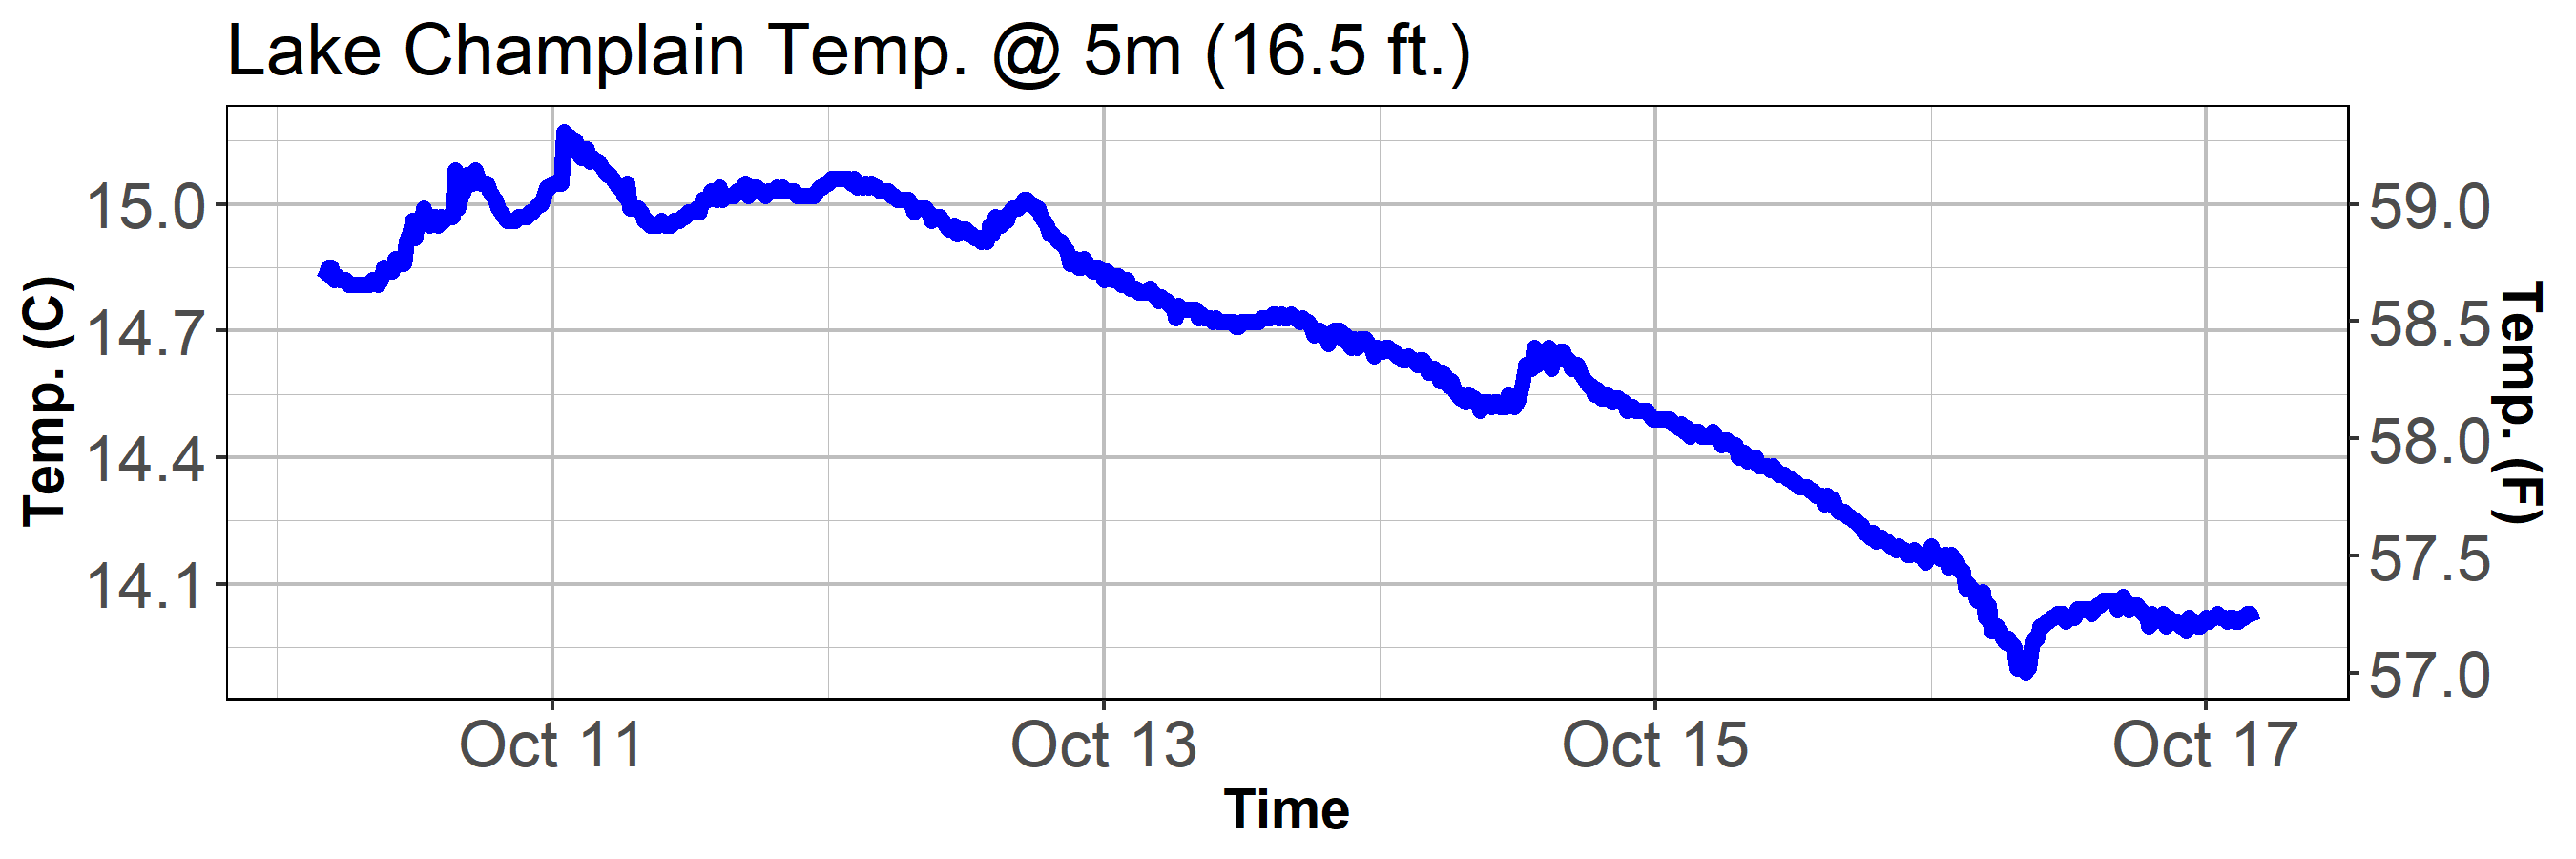 Lake Champlain Temp. @ 5m (16.5 ft.)
Temp. (C)
15.0
14.7
14.4
14.1
59.0
58.5
58.0
57.5
57.0
Temp. (F)
Oct 11
Oct 13
Oct 15
Oct 17
Time